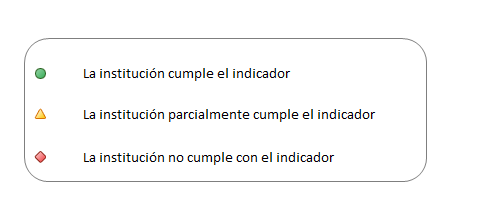 La institución cumple el indicador
La institución parcialmente cumple el indicador
La institución no cumple con el indicador